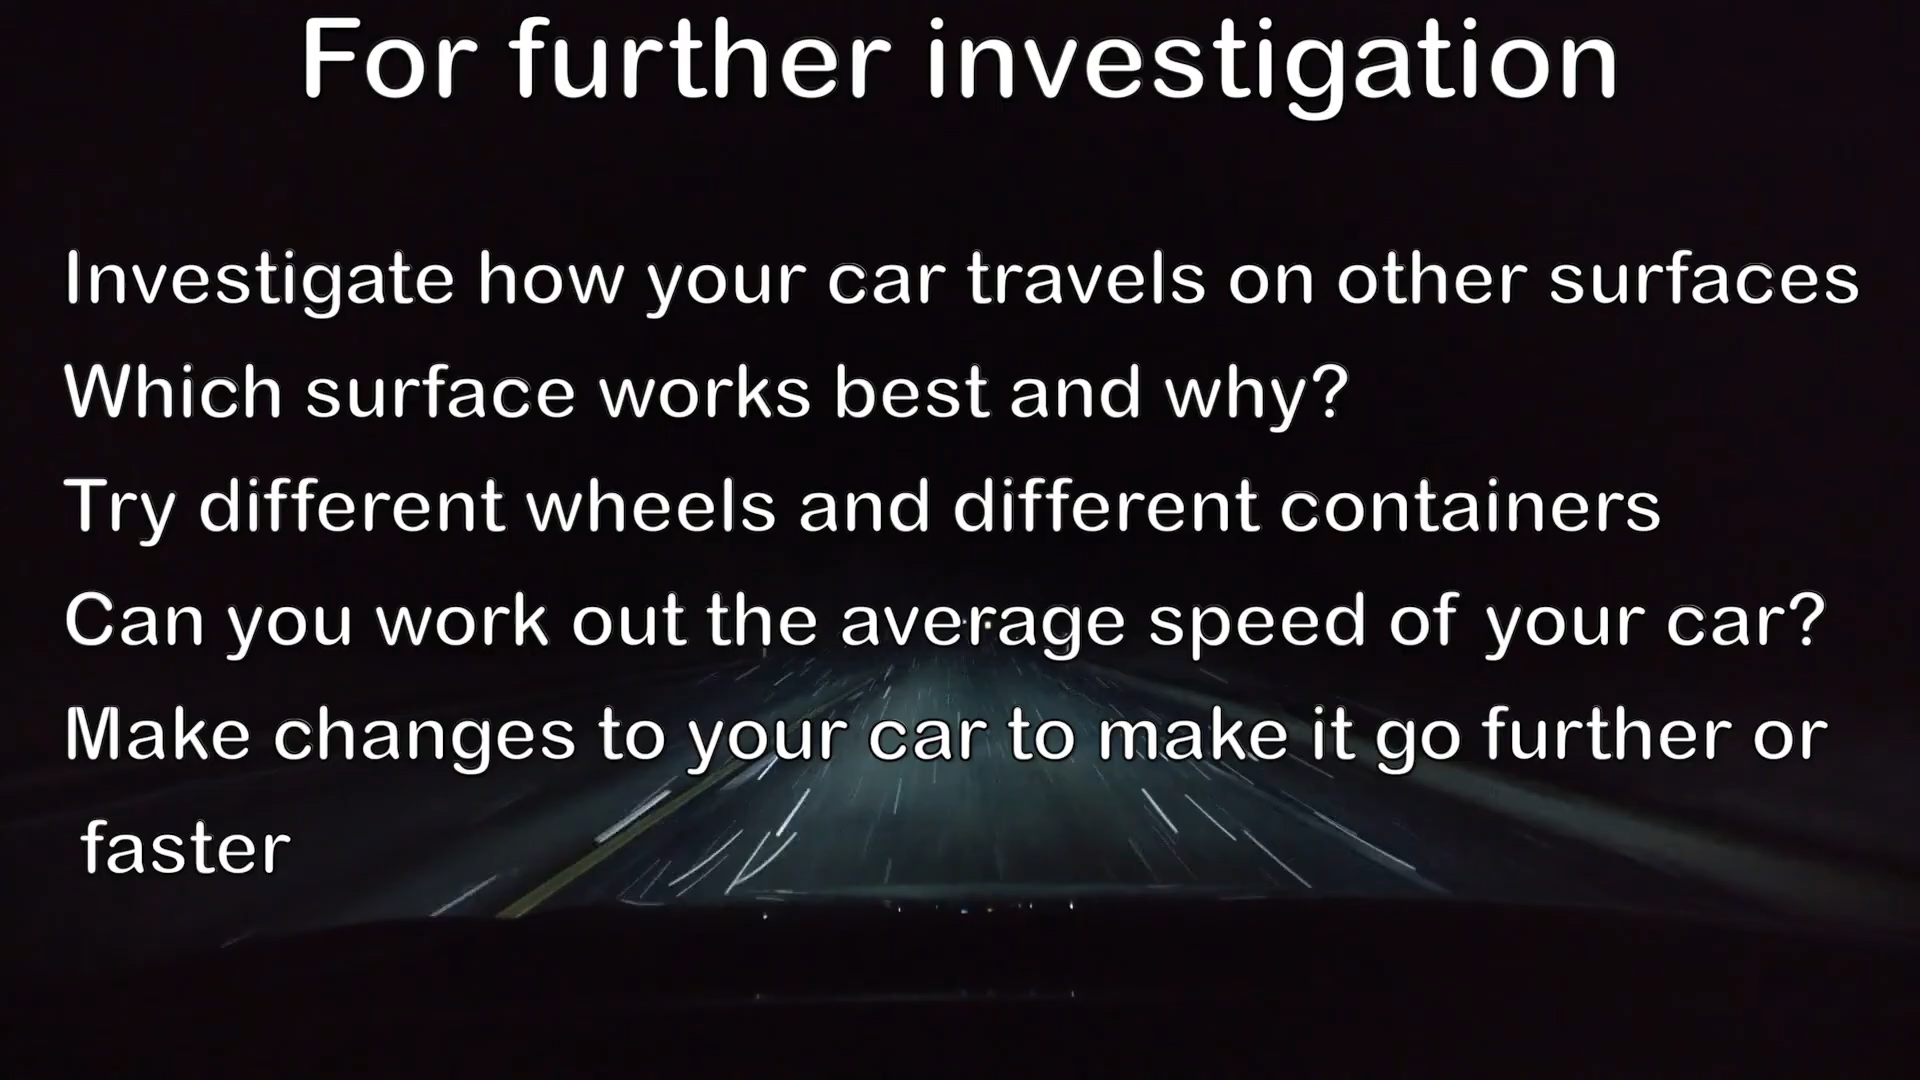 For further investigation
Investigate how your car travels on other surfaces
Which surface works best and why?
Try different wheels and different containers
Can you work out the average speed of your car?
Make changes to your car to make it go further or
faster